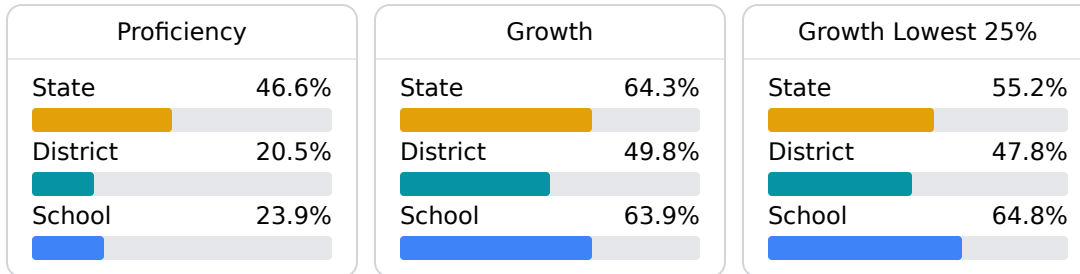 Proficiency
State 46.6%
District 20.5%
School 23.9%
Growth
State 64.3%
District 49.8%
School 63.9%
Growth Lowest 25%
State 55.2%
District 47.8%
School 64.8%